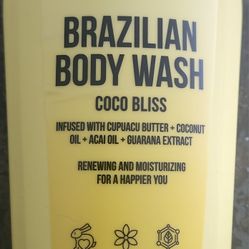 BRAZILIAN
BODY WASH
COCO BLISS
INFUSED WITH CUPUACU BUTTER + COCONUT
OIL + ACAI OIL + GUARANA EXTRACT
RENEWING AND MOISTURIZING
FOR A HAPPIER YOU